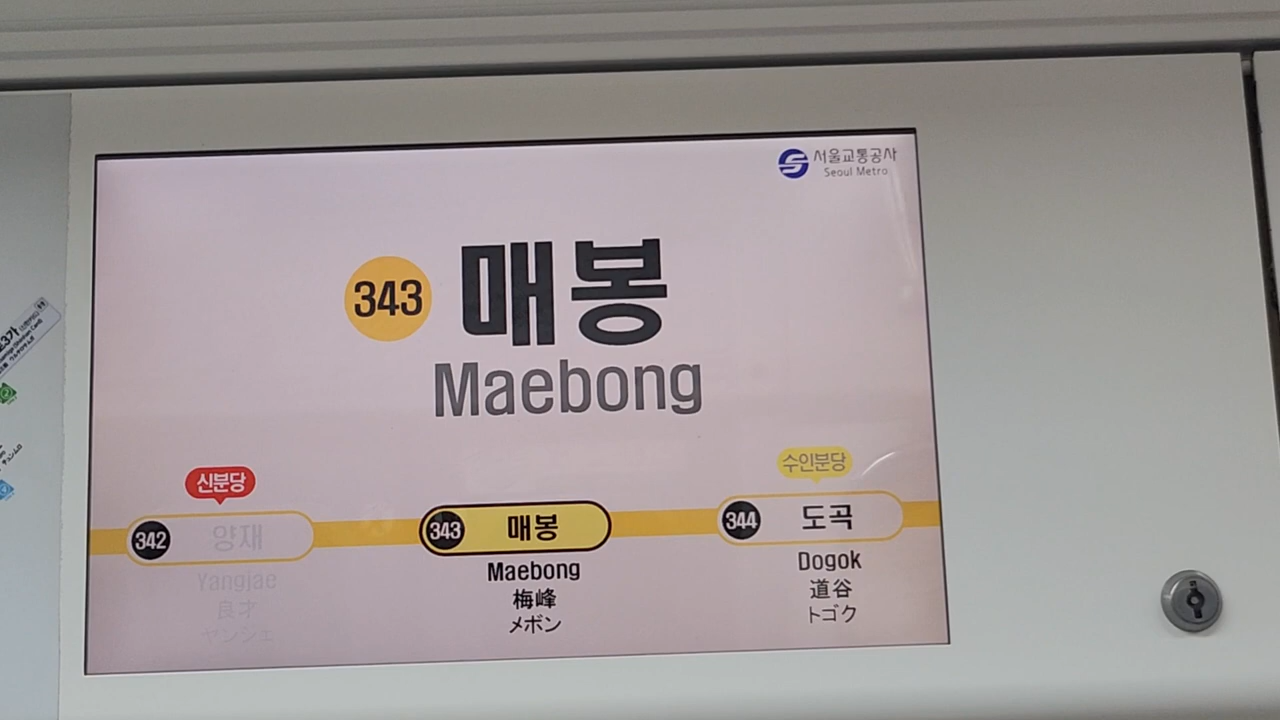 서울교통공사
Seoul Metro
343 매봉
Maebong
신분당
수인분당
342 양재
343 매봉
344 도곡
Yangjae
Maebong
Dogok
良才
梅峰
道谷
ヤンジェ
メボン
トゴク